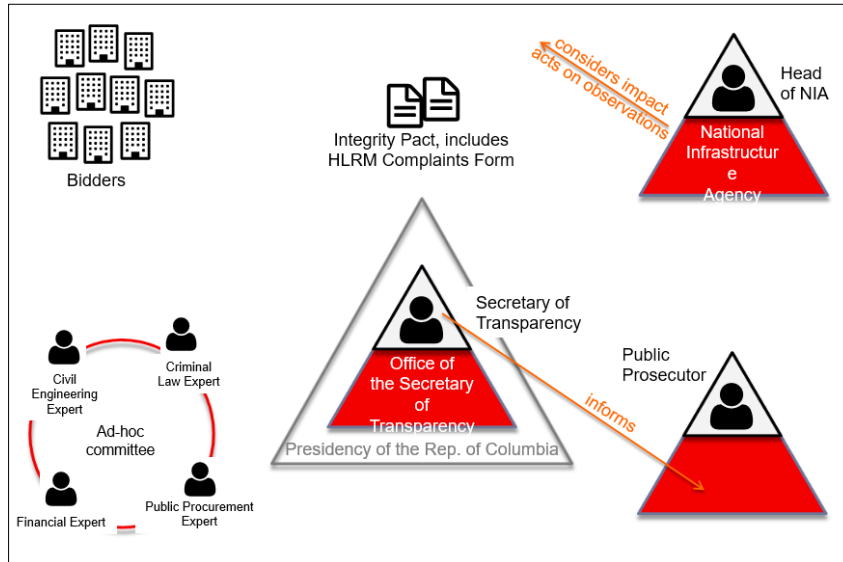 Bidders
Integrity Pact, includes
HLRM Complaints Form
considers impact
acts on observations
Head
of NIA
National
Infrastructur
e
Agency
Secretary of
Transparency
Office of
the Secretary
of
Transparency
Presidency of the Rep. of Columbia
informs
Public
Prosecutor
Civil
Engineering
Expert
Criminal
Law Expert
Ad-hoc
committee
Financial Expert
Public Procurement
Expert